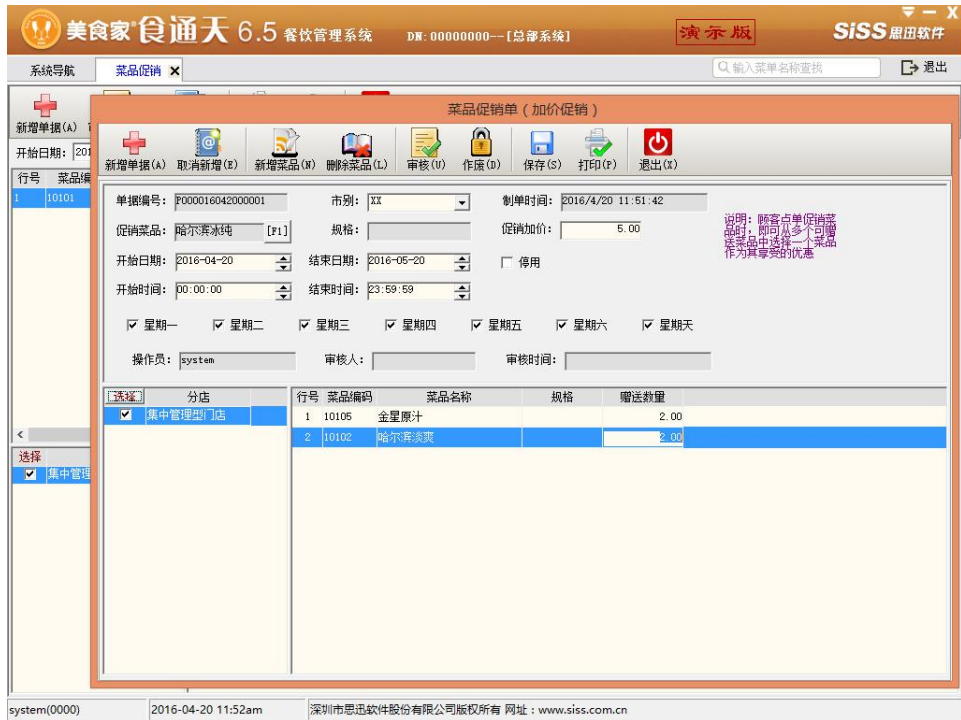 美食家 食通天 6.5 餐饮管理系统 DN:00000000--[总部系统] 演示版 SiSS思迅软件
系统导航 菜品促销 输入菜单名称查找 退出
新增单据(A)
开始日期: 201
行号 菜品编
1 10101
选择
集中管理
菜品促销单 ( 加价促销 )
新增单据(A) 取消新增(E) 新增菜品(N) 删除菜品(L) 审核(U) 作废(D) 保存(S) 打印(P) 退出(X)
单据编号: P000016042000001 市别: XX 制单时间: 2016/4/20 11:51:42
促销菜品: 哈尔滨冰纯 [F1] 规格: 促销加价: 5.00
开始日期: 2016-04-20 结束日期: 2016-05-20 停用
开始时间: 00:00:00 结束时间: 23:59:59
说明: 顾客点单促销菜
品时, 即可从多个可赠
送菜品中选择一个菜品
作为其享受的优惠
星期一 星期二 星期三 星期四 星期五 星期六 星期天
操作员: system 审核人: 审核时间:
选择 分店
集中管理型门店
行号 菜品编码 菜品名称 规格 赠送数量
1 10105 金星原汁 2.00
2 10102 哈尔滨淡爽 2.00
system(0000) 2016-04-20 11:52am 深圳市思迅软件股份有限公司版权所有 网址：www.siss.com.cn